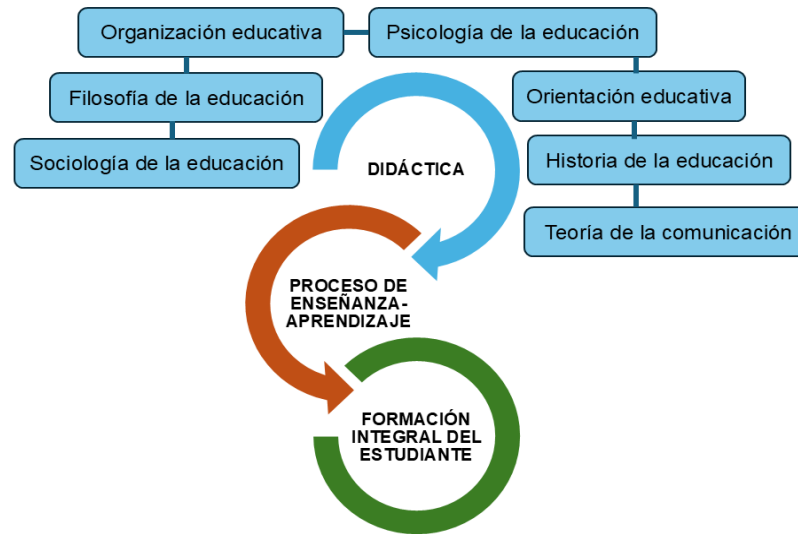 Organización educativa
Psicología de la educación
Filosofía de la educación
Orientación educativa
Sociología de la educación
Historia de la educación
Teoría de la comunicación
DIDÁCTICA
PROCESO DE
ENSEÑANZA-
APRENDIZAJE
FORMACIÓN
INTEGRAL DEL
ESTUDIANTE